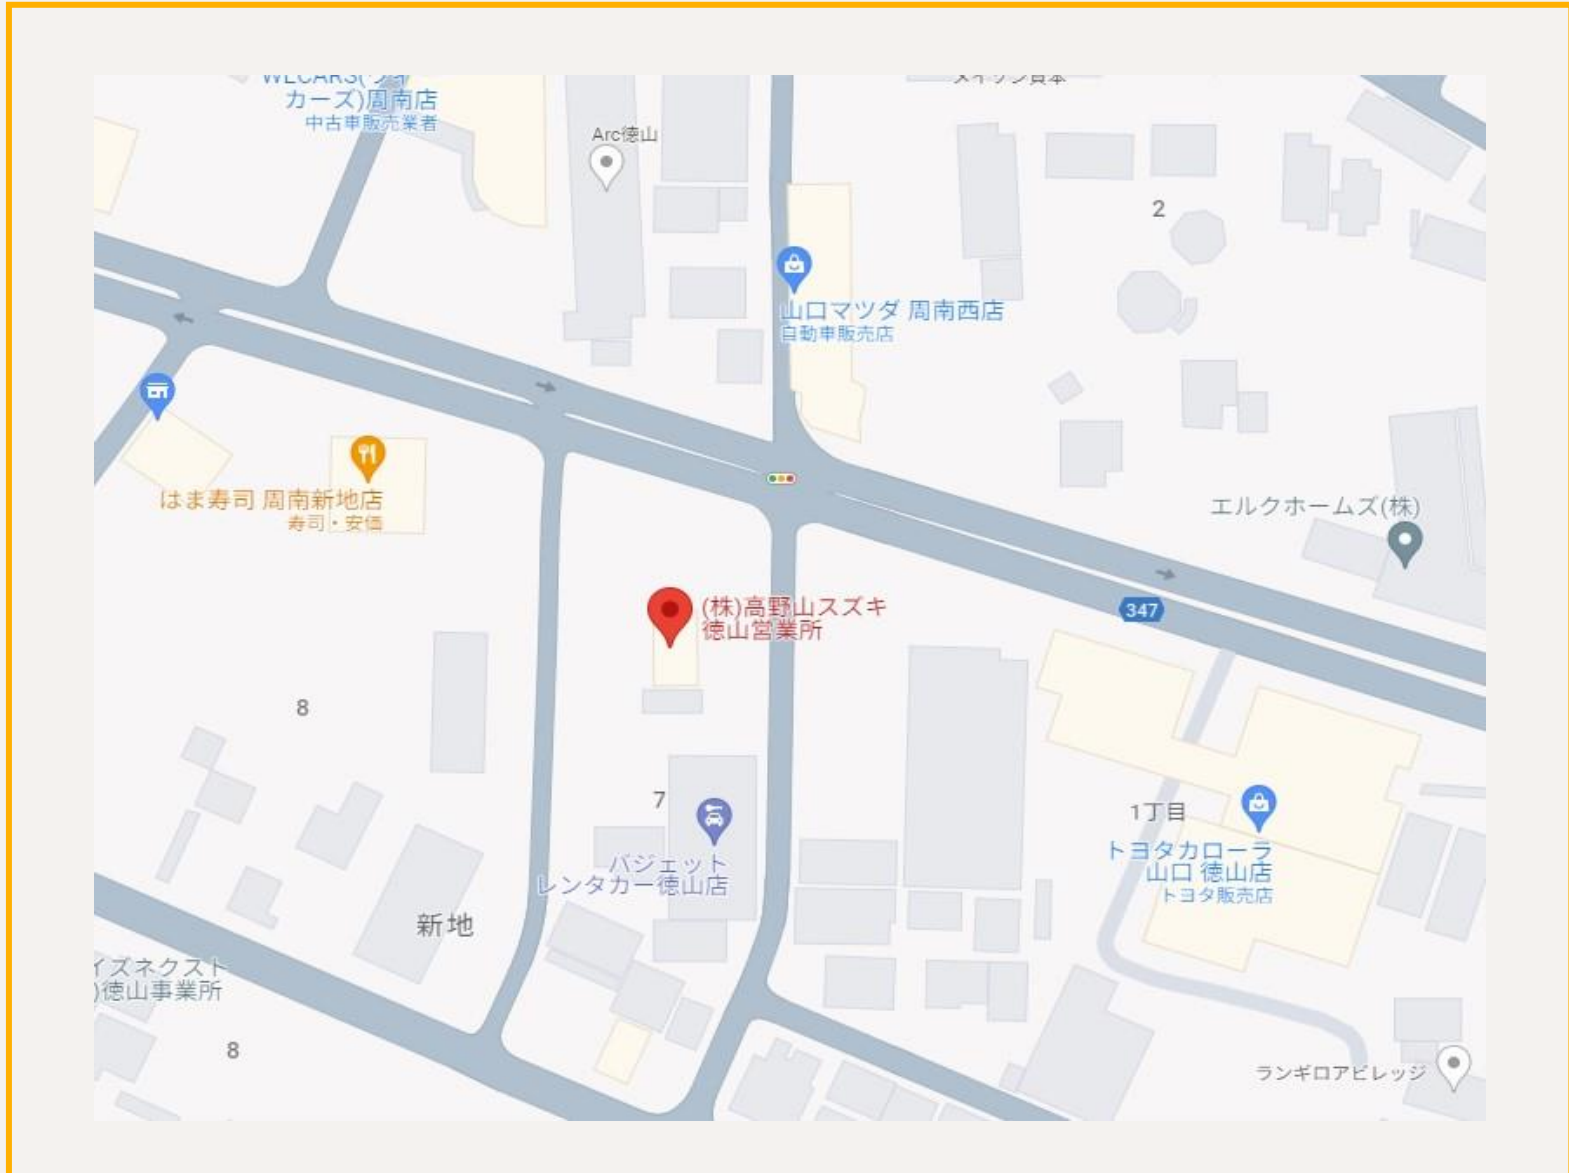 カーズ)周南店
中古車販売業者
Arc徳山
2
山口マツダ 周南西店
自動車販売店
はま寿司 周南新地店
寿司・安価
エルクホームズ(株)
(株)高野山スズキ
徳山営業所
347
8
7
1丁目
バジェット
レンタカー徳山店
トヨタカローラ
山口 徳山店
トヨタ販売店
新地
イズネクスト
)徳山事業所
8
ランギロアビレッジ